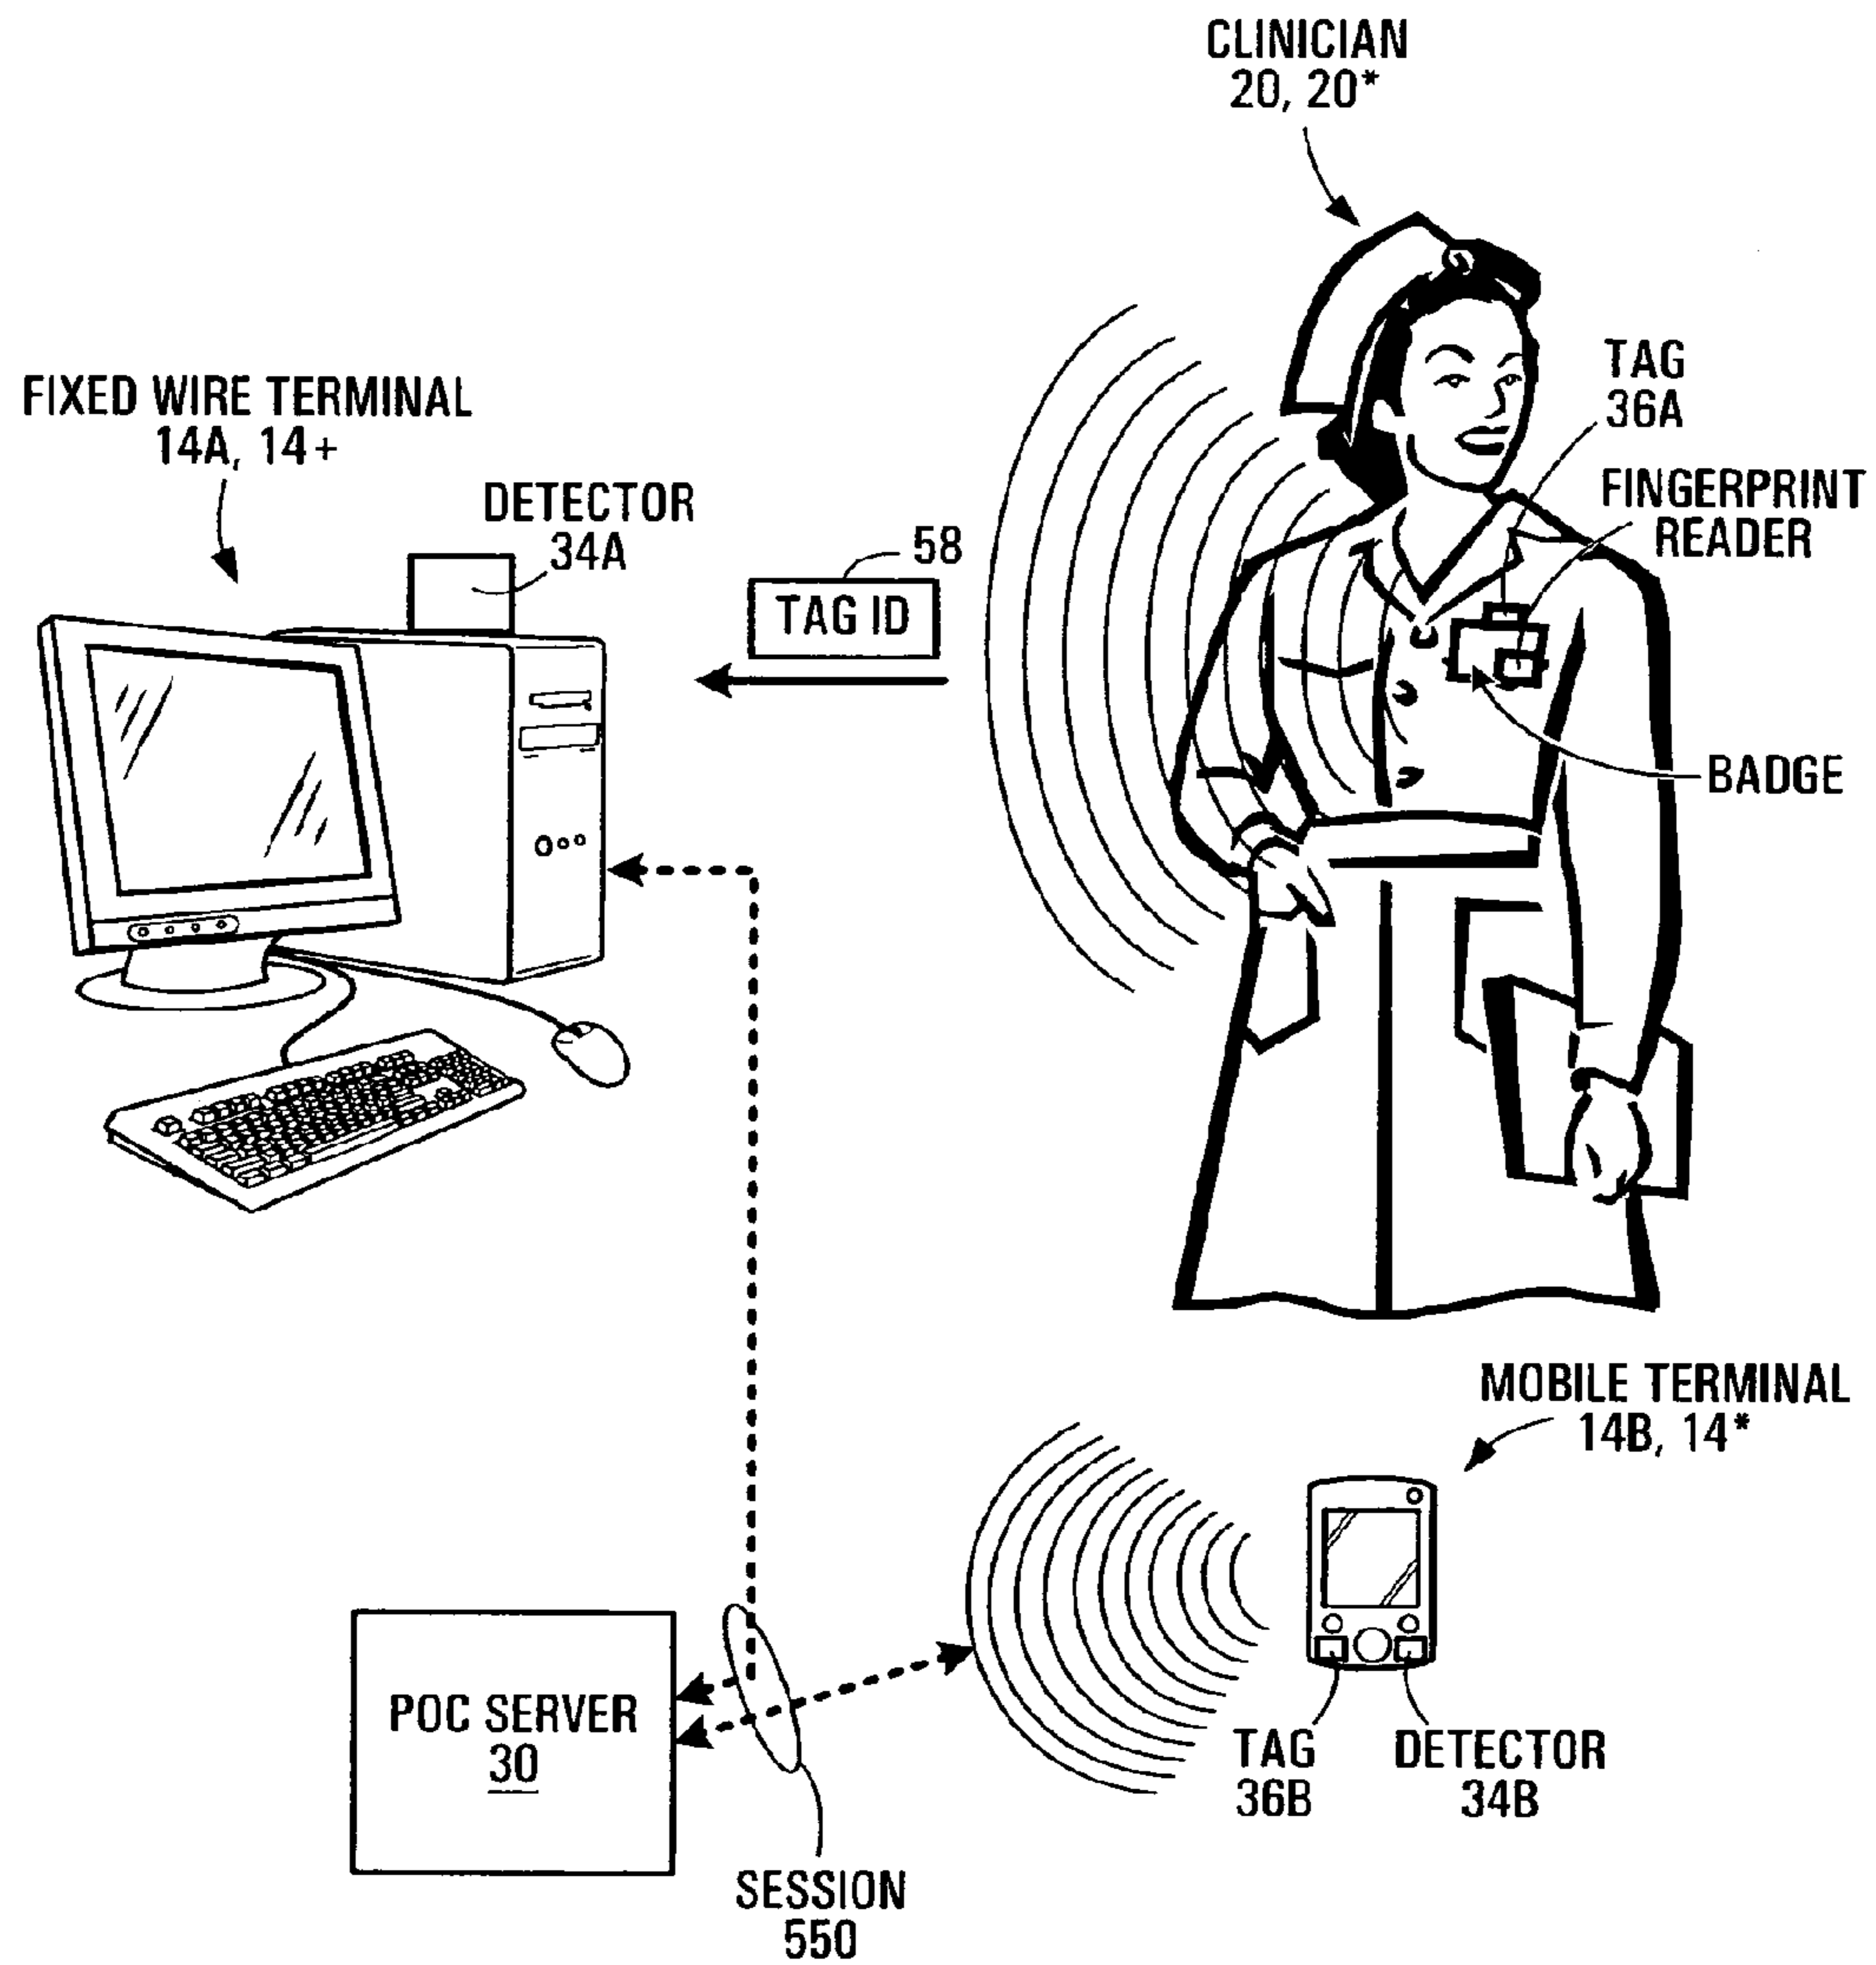 CLINICIAN
20, 20*
TAG
36A
FIXED WIRE TERMINAL
14A, 14+
FINGERPRINT
READER
DETECTOR
34A
58
TAG ID
BADGE
MOBILE TERMINAL
14B, 14*
POC SERVER
30
TAG
36B
DETECTOR
34B
SESSION
550